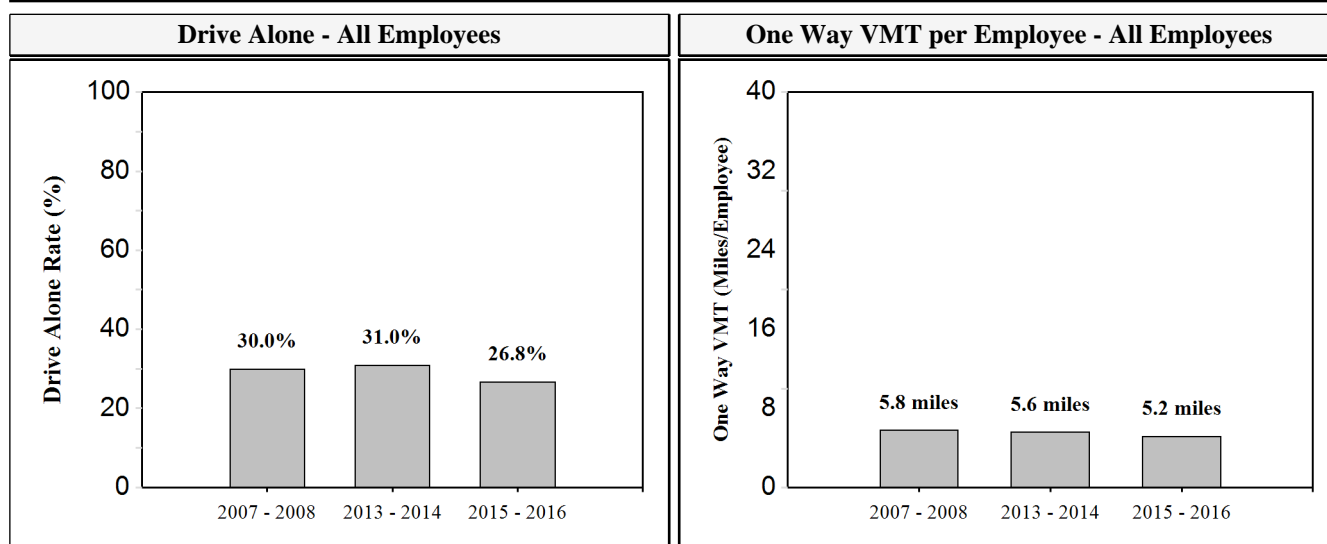 Drive Alone - All Employees
One Way VMT per Employee - All Employees
Drive Alone Rate (%)
100
80
60
40
20
0
30.0%
31.0%
26.8%
2007 - 2008
2013 - 2014
2015 - 2016
One Way VMT (Miles/Employee)
40
32
24
16
8
0
5.8 miles
5.6 miles
5.2 miles
2007 - 2008
2013 - 2014
2015 - 2016